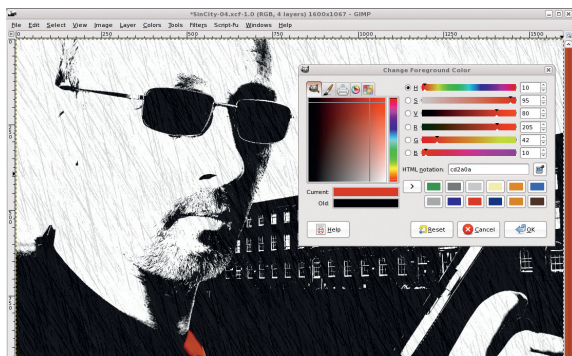 *SinCity-04.xcf-1.0 (RGB, 4 layers) 1600x1067 - GIMP
File Edit Select View Image Layer Colors Tools Filters Script-fu Windows Help
0 250 500 750 1000 1250 1500
Change Foreground Color
H 10
S 95
V 80
R 205
G 42
B 10
HTML notation: cd2a0a
Current:
Old:
Help Reset Cancel OK